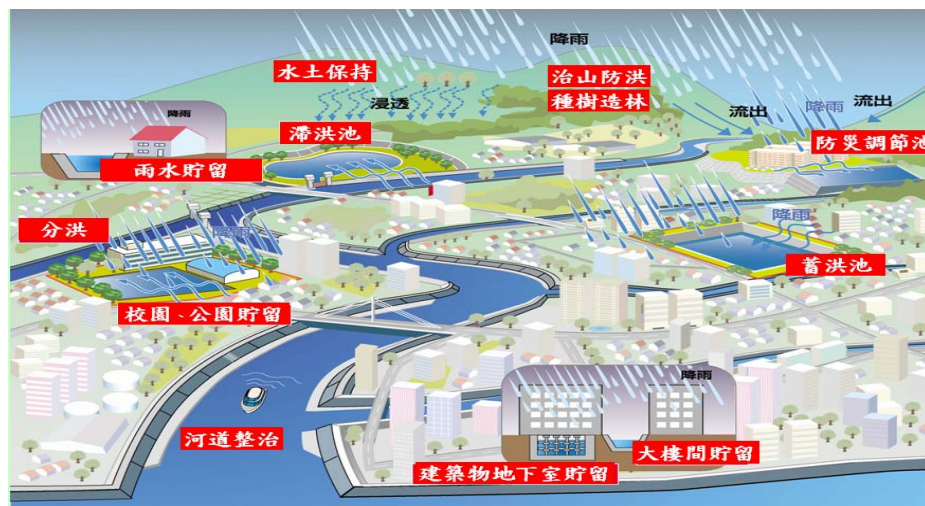 降雨
水土保持
治山防洪
種樹造林
浸透
流出
降雨
流出
降雨
滯洪池
防災調節池
雨水貯留
分洪
降雨
降雨
蓄洪池
校園、公園貯留
降雨
河道整治
大樓間貯留
建築物地下室貯留